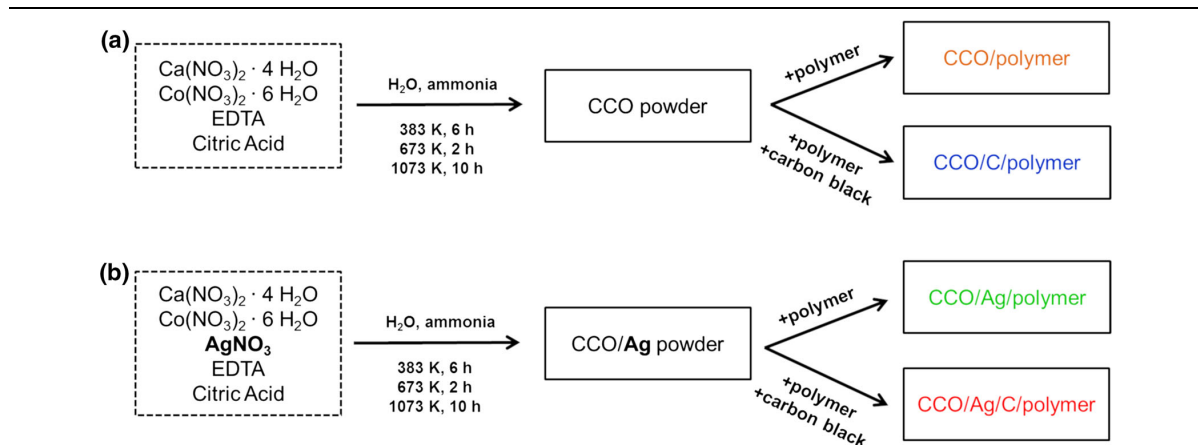 (a)
Ca(NO₃)₂ · 4 H₂O
Co(NO₃)₂ · 6 H₂O
EDTA
Citric Acid
H₂O, ammonia
383 K, 6 h
673 K, 2 h
1073 K, 10 h
CCO powder
+polymer
CCO/polymer
+polymer
+carbon black
CCO/C/polymer
(b)
Ca(NO₃)₂ · 4 H₂O
Co(NO₃)₂ · 6 H₂O
AgNO₃
EDTA
Citric Acid
H₂O, ammonia
383 K, 6 h
673 K, 2 h
1073 K, 10 h
CCO/Ag powder
+polymer
CCO/Ag/polymer
+polymer
+carbon black
CCO/Ag/C/polymer